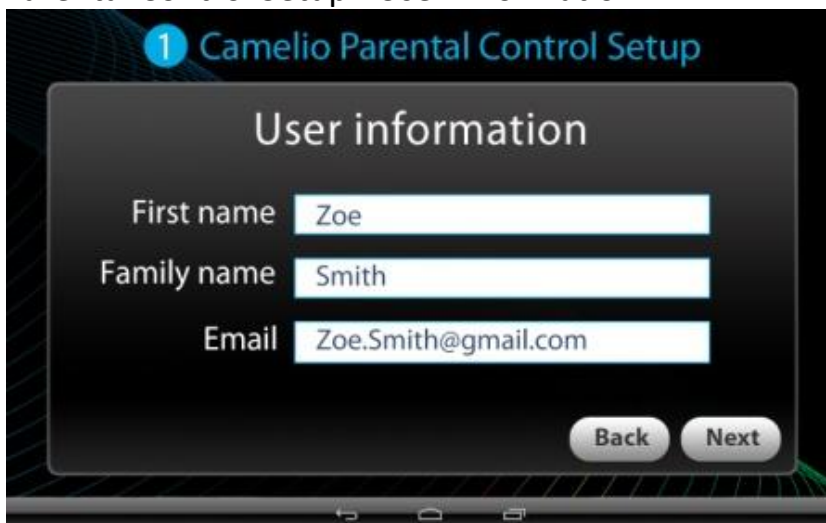 1 Camelio Parental Control Setup
User information
First name Zoe
Family name Smith
Email Zoe.Smith@gmail.com
Back Next